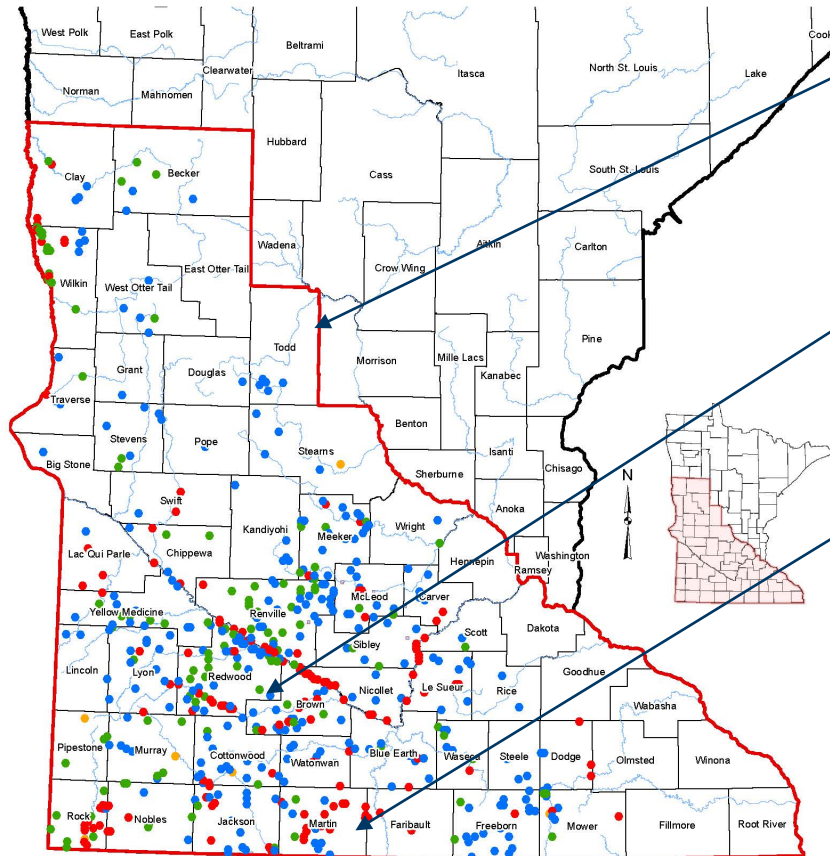 Cook
West Polk
East Polk
Beltrami
Clearwater
Itasca
North St. Louis
Lake
Norman
Mahnomen
Hubbard
Clay
Becker
Cass
South St. Louis
Wadena
Aitkin
Carlton
East Otter Tail
Crow Wing
Wilkin
West Otter Tail
Todd
Pine
Morrison
Mille Lacs
Grant
Douglas
Kanabec
Traverse
Benton
Stevens
Pope
Stearns
Isanti
Big Stone
Sherburne
Chisago
N
Swift
Anoka
Kandiyohi
Wright
Meeker
Lac Qui Parle
Chippewa
Hennepin
Washington
Ramsey
McLeod
Carver
Yellow Medicine
Renville
Scott
Dakota
Sibley
Lincoln
Lyon
Redwood
Nicollet
Le Sueur
Rice
Goodhue
Brown
Wabasha
Pipestone
Murray
Cottonwood
Watonwan
Blue Earth
Waseca
Steele
Dodge
Olmsted
Winona
Rock
Nobles
Jackson
Martin
Faribault
Freeborn
Mower
Fillmore
Root River